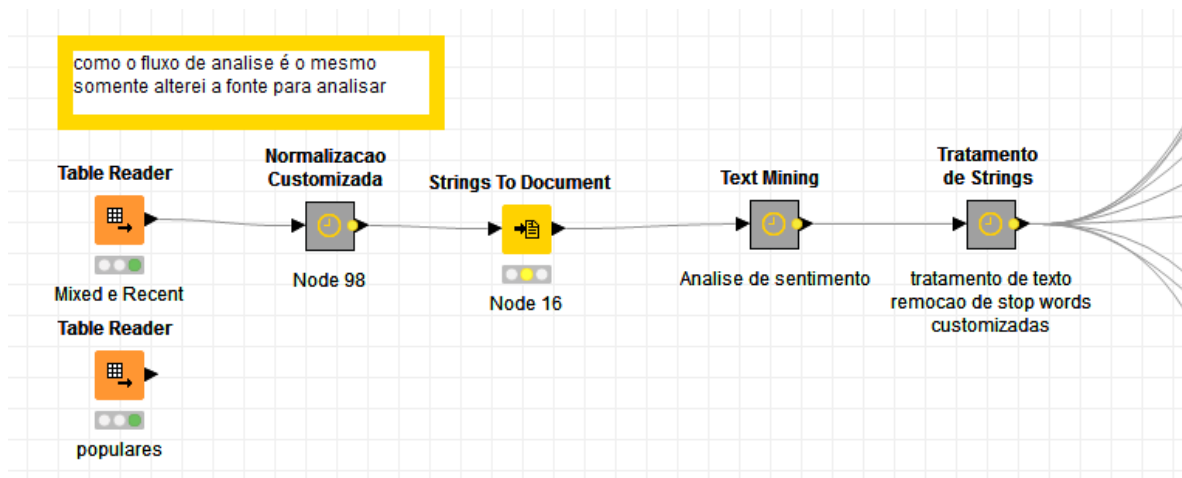 como o fluxo de analise é o mesmo
somente alterei a fonte para analisar
Table Reader
Mixed e Recent
Normalizacao
Customizada
Node 98
Strings To Document
Node 16
Text Mining
Analise de sentimento
Tratamento
de Strings
tratamento de texto
remocao de stop words
customizadas
Table Reader
populares